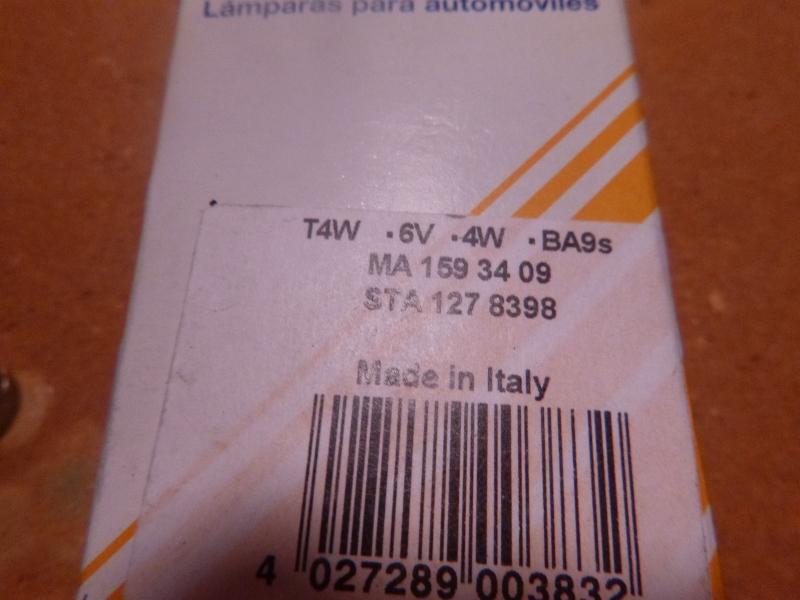 Lámparas para automóviles
T4W · 6V · 4W · BA9s
MA 159 34 09
STA 127 8398
Made in Italy
4 027289 003832